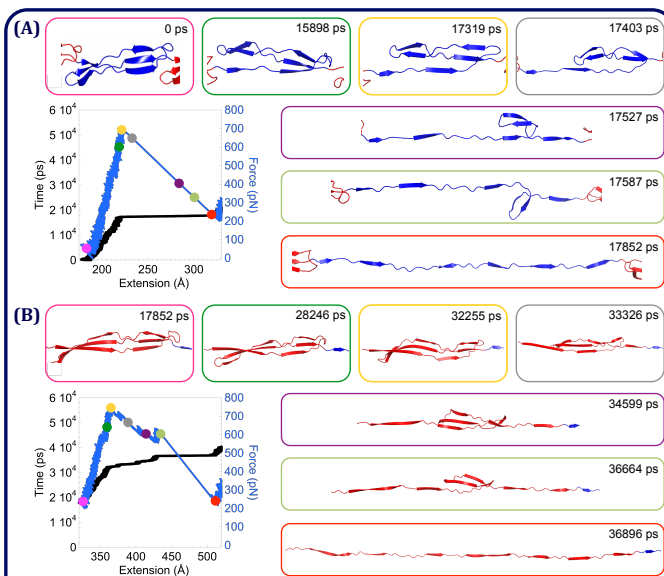 (A)
0 ps
15898 ps
17319 ps
17403 ps
6 10⁴
5 10⁴
4 10⁴
3 10⁴
2 10⁴
1 10⁴
0
Time (ps)
800
700
600
500
400
300
200
100
0
Force (pN)
200 250 300
Extension (Å)
17527 ps
17587 ps
17852 ps
(B)
17852 ps
28246 ps
32255 ps
33326 ps
6 10⁴
5 10⁴
4 10⁴
3 10⁴
2 10⁴
1 10⁴
0
Time (ps)
800
700
600
500
400
300
200
100
0
Force (pN)
350 400 450 500
Extension (Å)
34599 ps
36664 ps
36896 ps